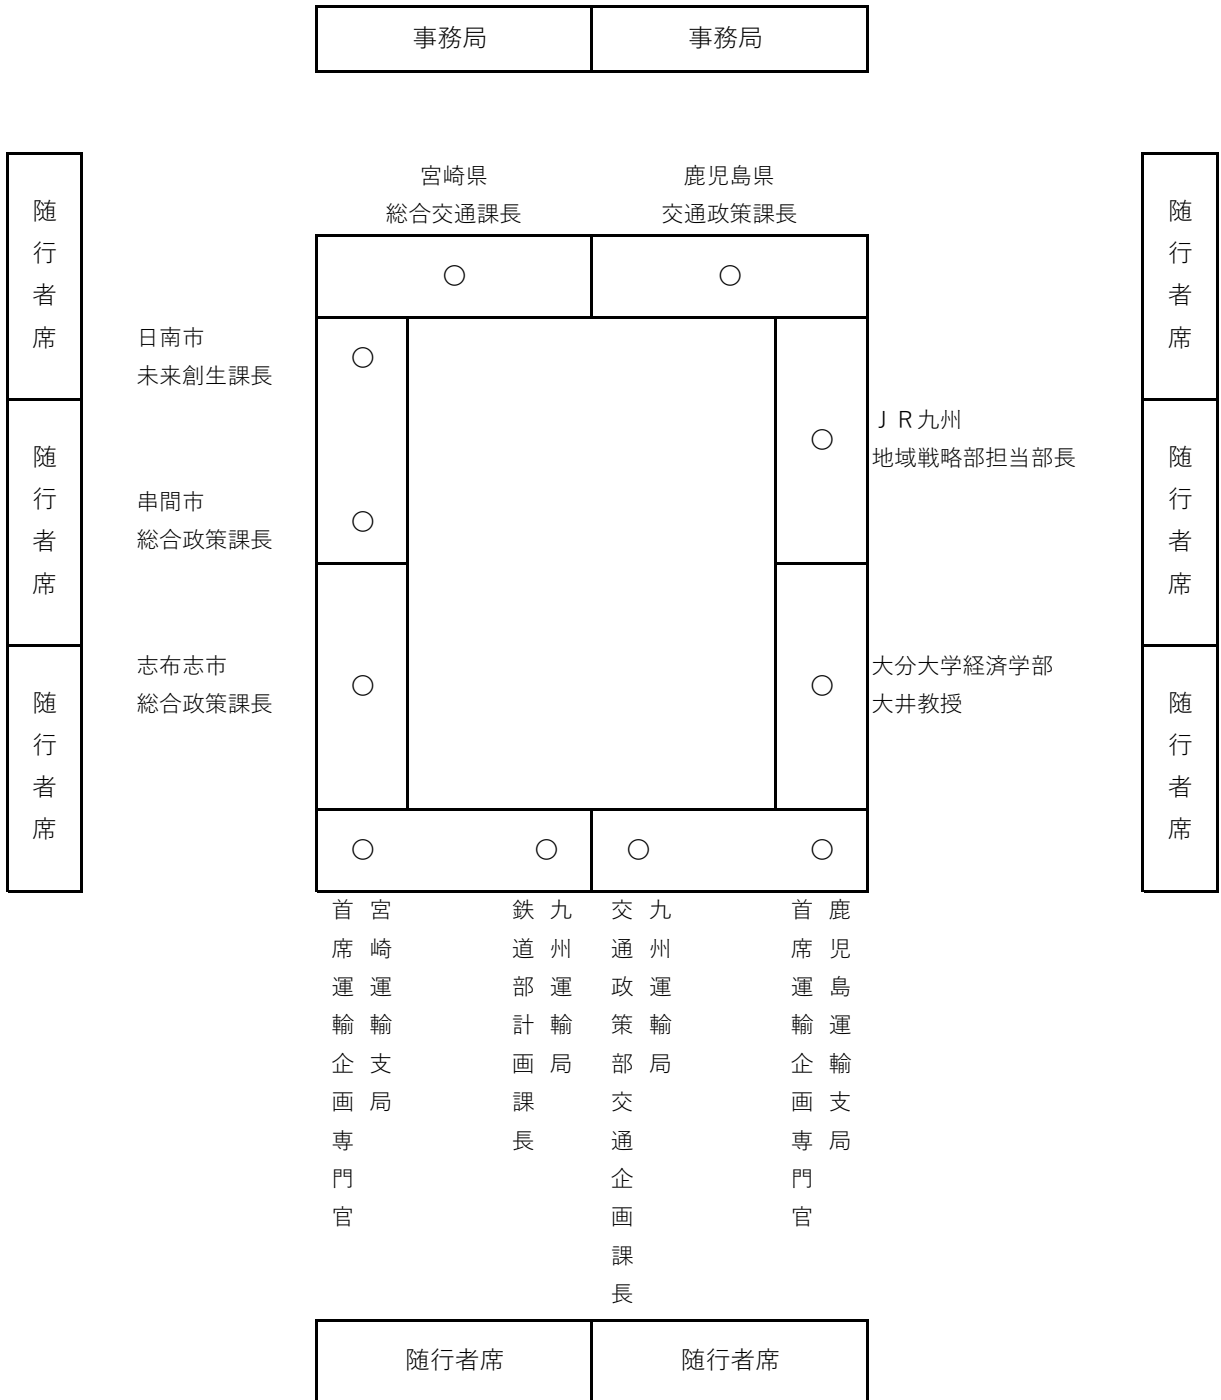 事務局
事務局
宮崎県
総合交通課長
鹿児島県
交通政策課長
○
○
随行者席
随行者席
随行者席
日南市
未来創生課長
○
串間市
総合政策課長
○
志布志市
総合政策課長
○
○
ＪＲ九州
地域戦略部担当部長
○
大分大学経済学部
大井教授
随行者席
随行者席
随行者席
○
○
○
○
宮崎運輸支局
首席運輸企画専門官
九州運輸局
鉄道部計画課長
九州運輸局
交通政策部交通企画課長
鹿児島運輸支局
首席運輸企画専門官
随行者席
随行者席